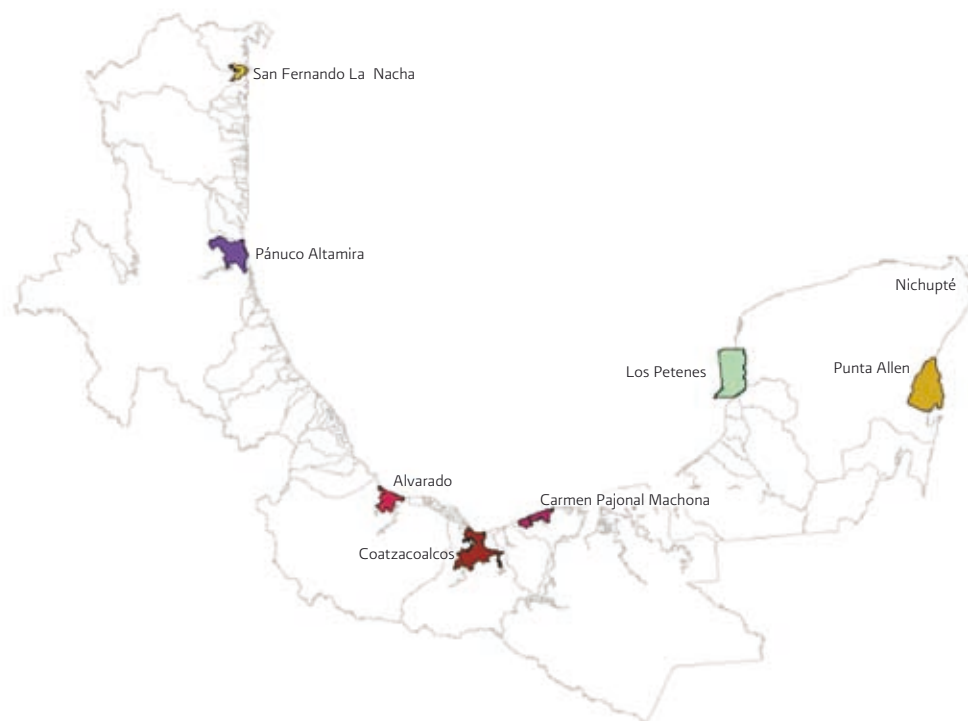 San Fernando La Nacha
Pánuco Altamira
Nichupté
Los Petenes
Punta Allen
Alvarado
Carmen Pajonal Machona
Coatzacoalcos